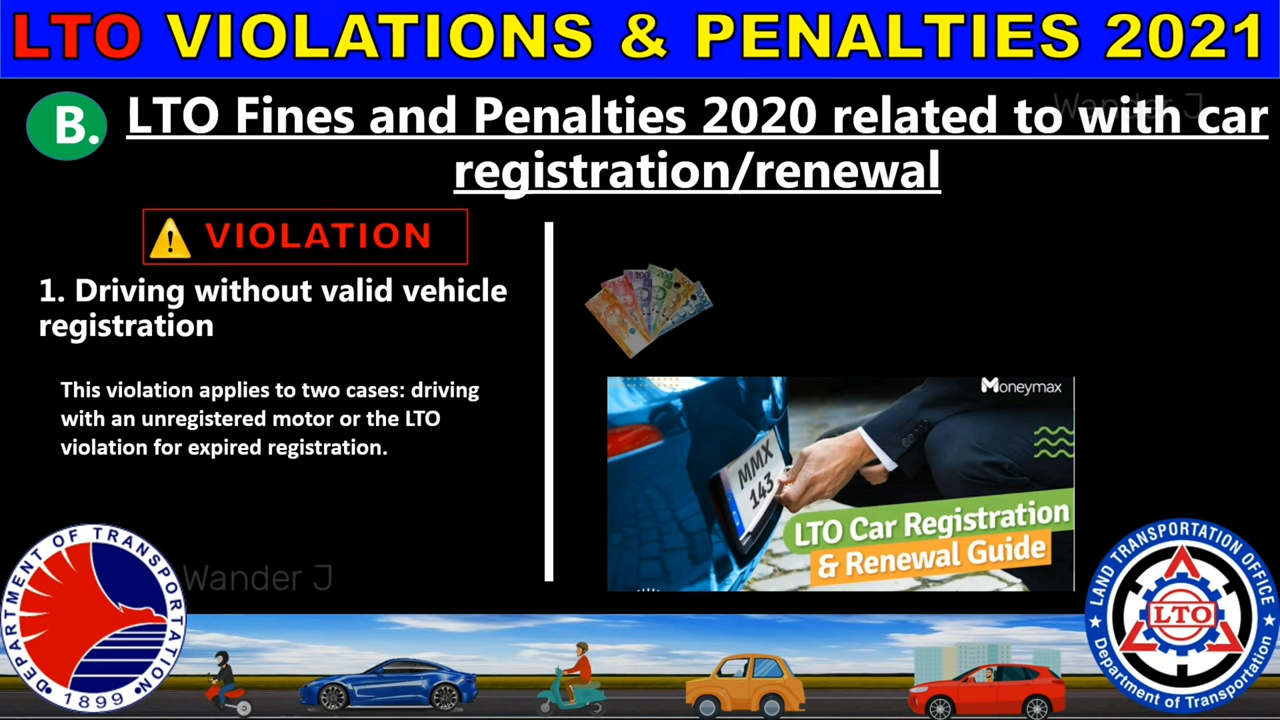 LTO VIOLATIONS & PENALTIES 2021
Wander J
B. LTO Fines and Penalties 2020 related to with car
registration/renewal
VIOLATION
1. Driving without valid vehicle
registration
This violation applies to two cases: driving
with an unregistered motor or the LTO
violation for expired registration.
100
200
Moneymax
MMX
143
LTO Car Registration
& Renewal Guide
DEPARTMENT OF TRANSPORTATION
1899
Wander J
LAND TRANSPORTATION OFFICE
LTO
Department of Transportation